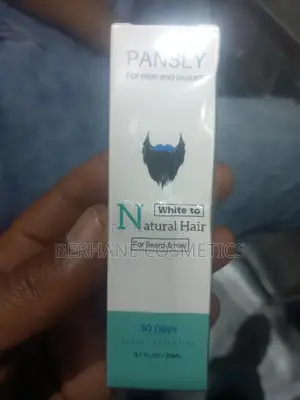 PANSLY
For men and women
White to
Natural Hair
For Beard & Hair
BERHANE COSMETICS
30 Days